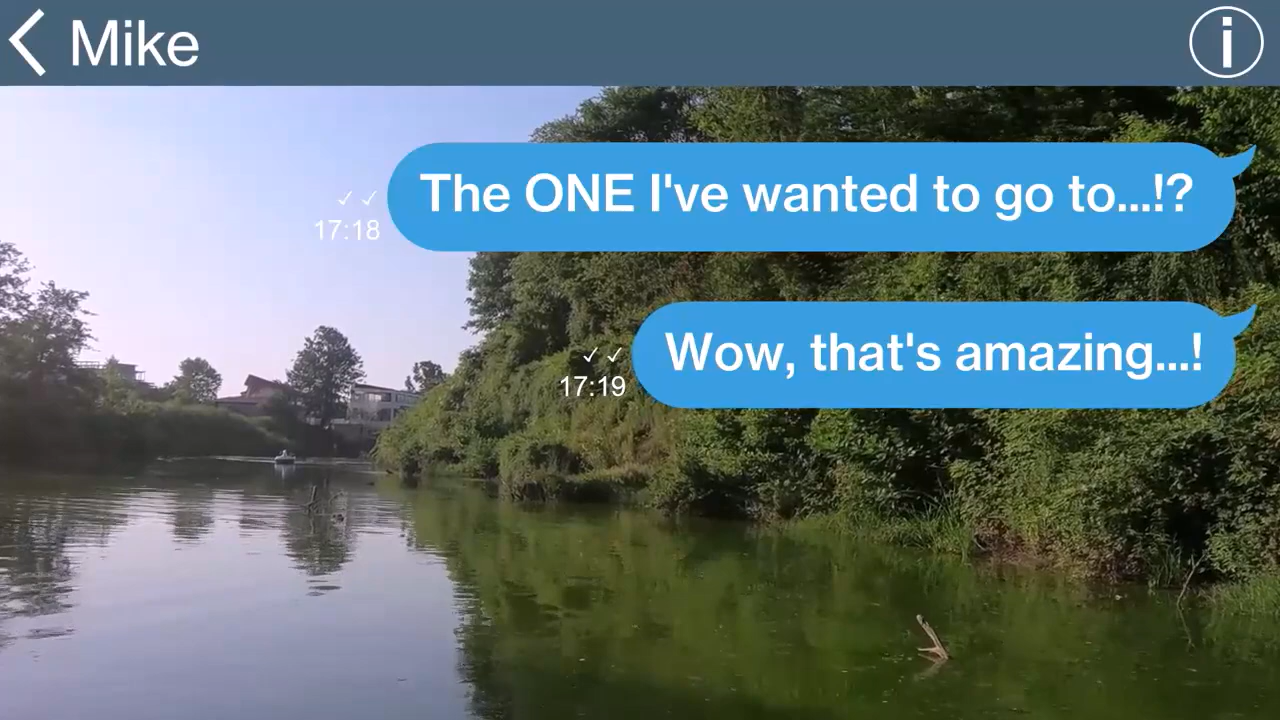 Mike
The ONE I've wanted to go to...!?
17:18
Wow, that's amazing...!
17:19